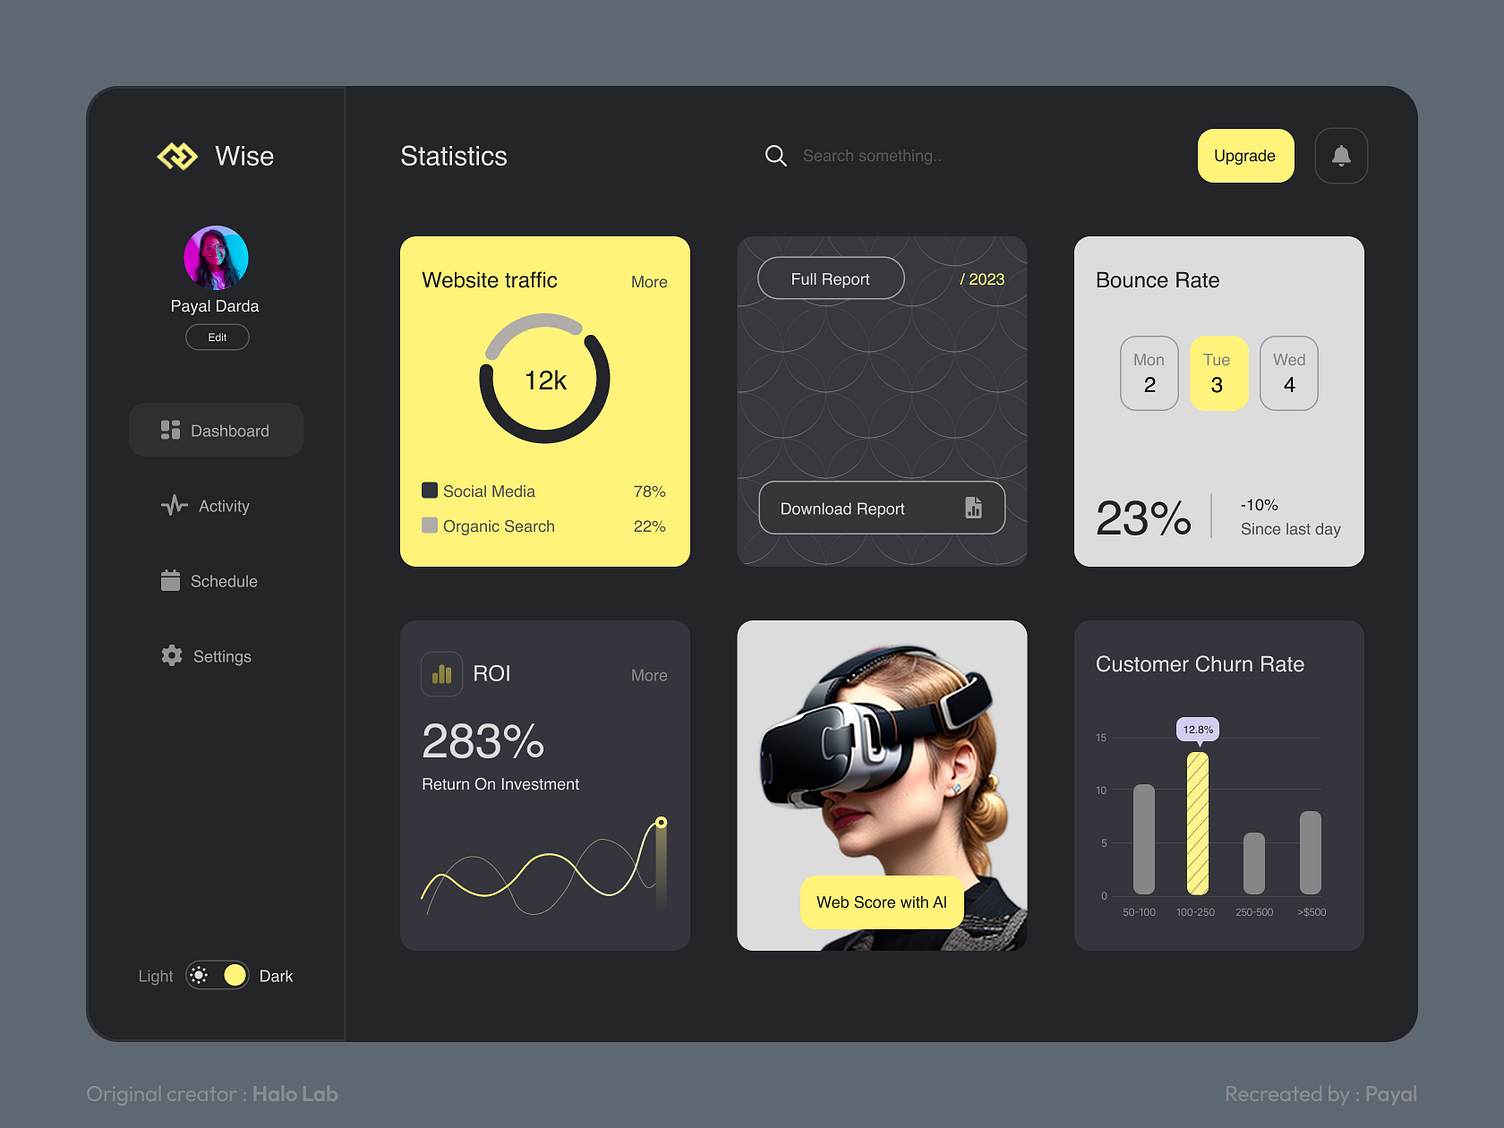 Wise
Statistics
Search something..
Upgrade
Payal Darda
Edit
Dashboard
Activity
Schedule
Settings
Light
Dark
Website traffic
More
12k
Social Media 78%
Organic Search 22%
Full Report
/ 2023
Download Report
Bounce Rate
Mon
2
Tue
3
Wed
4
23%
-10%
Since last day
ROI
More
283%
Return On Investment
Web Score with AI
Customer Churn Rate
12.8%
15
10
5
0
50-100 100-250 250-500 >$500
Original creator : Halo Lab
Recreated by : Payal